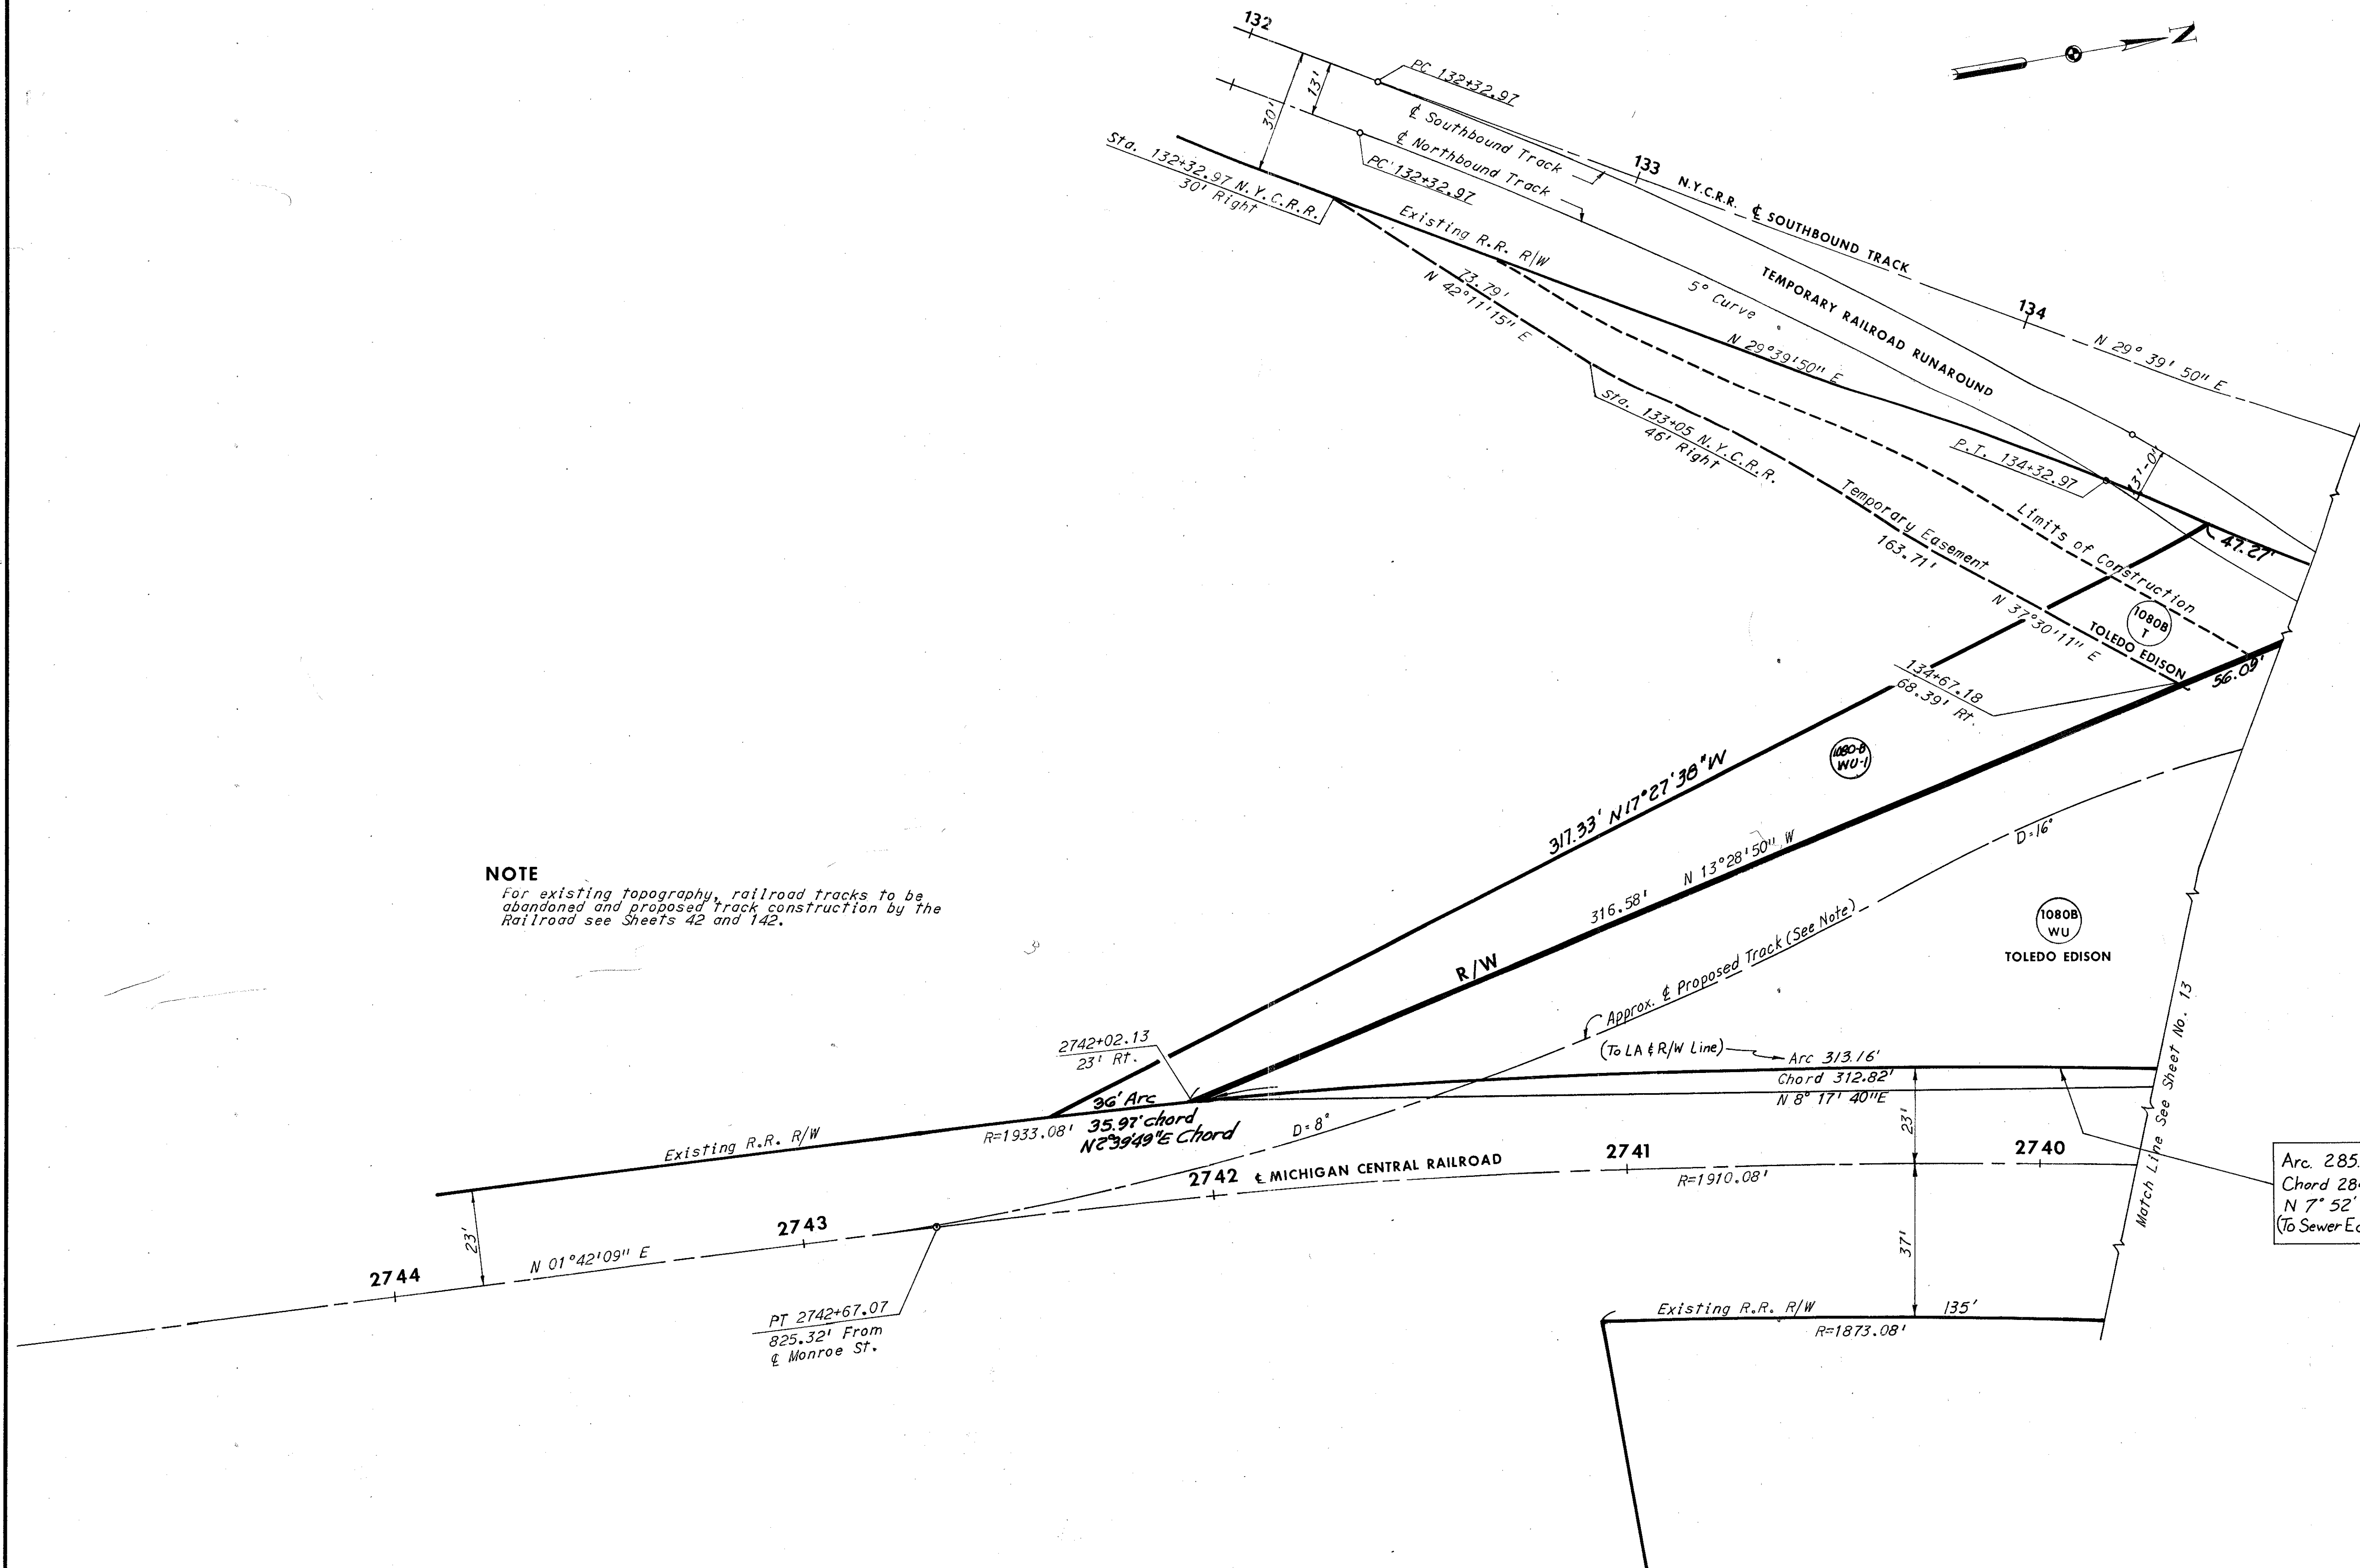 132
N
PC 132+32.97
13'
30'
℄ Southbound Track
℄ Northbound Track
PC 132+32.97
133
N.Y.C.R.R. ℄ SOUTHBOUND TRACK
Sta. 132+32.97 N.Y.C.R.R.
30' Right
Existing R.R. R/W
73.79'
N 42°11'15" E
5° Curve
TEMPORARY RAILROAD RUNAROUND
134
N 29° 39' 50" E
N 29°39'50" E
Sta. 133+05 N.Y.C.R.R.
46' Right
P.T. 134+32.97
13'-0"
Temporary Easement
163.71'
Limits of Construction
47.27'
N 37°30'11" E
1080B
T
TOLEDO EDISON
56.09'
134+67.18
68.39' Rt.
1080-B
WU-1
317.33' N17°27'38"W
N 13°28'50" W
316.58'
R/W
D=16°
NOTE
For existing topography, railroad tracks to be
abandoned and proposed track construction by the
Railroad see Sheets 42 and 142.
1080B
WU
TOLEDO EDISON
Approx. ℄ Proposed Track (See Note)
(To LA & R/W Line)
Arc 313.16'
Chord 312.82'
N 8° 17' 40"E
2742+02.13
23' Rt.
36' Arc
35.97' Chord
N2°39'49"E Chord
R=1933.08'
Existing R.R. R/W
D=8°
23'
2742
℄ MICHIGAN CENTRAL RAILROAD
2741
R=1910.08'
2740
Match Line See Sheet No. 13
Arc. 285.
Chord 28
N 7° 52'
(To Sewer
2743
23'
N 01°42'09" E
2744
37'
PT 2742+67.07
825.32' From
℄ Monroe St.
Existing R.R. R/W
135'
R=1873.08'